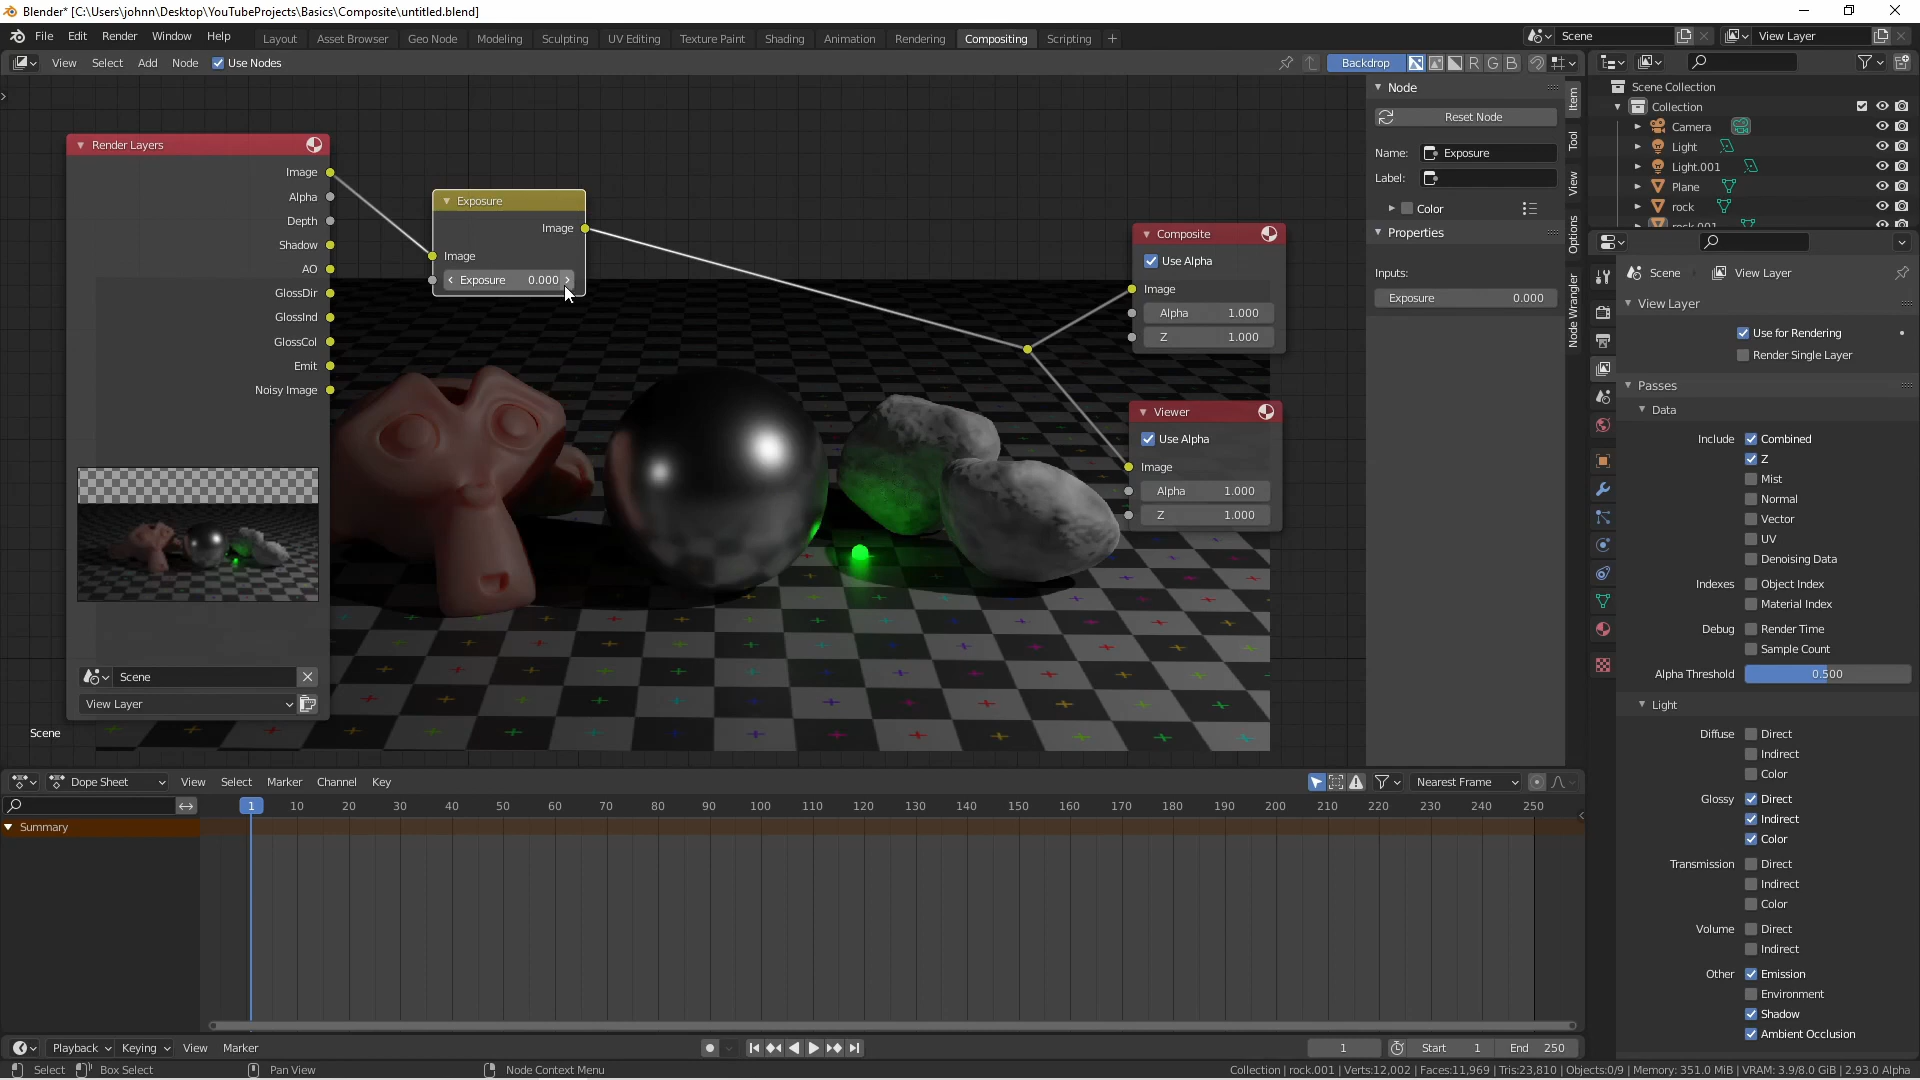 Blender* [C:\Users\johnn\Desktop\YouTubeProjects\Basics\Composite\untitled.blend]
File Edit Render Window Help Layout Asset Browser Geo Node Modeling Sculpting UV Editing Texture Paint Shading Animation Rendering Compositing Scripting + Scene View Layer
View Select Add Node Use Nodes Backdrop R G B
Node
Reset Node
Name: Exposure
Label:
Color
Properties
Inputs:
Exposure 0.000
Item
Tool
View
Options
Node Wrangler
Render Layers
Image
Alpha
Depth
Shadow
AO
GlossDir
GlossInd
GlossCol
Emit
Noisy Image
Scene
View Layer
Scene
Exposure
Image
Image
Exposure 0.000
Composite
Use Alpha
Image
Alpha 1.000
Z 1.000
Viewer
Use Alpha
Image
Alpha 1.000
Z 1.000
Scene Collection
Collection
Camera
Light
Light.001
Plane
rock
rock.001
Scene View Layer
View Layer
Use for Rendering
Render Single Layer
Passes
Data
Include Combined
Z
Mist
Normal
Vector
UV
Denoising Data
Indexes Object Index
Material Index
Debug Render Time
Sample Count
Alpha Threshold 0.500
Light
Diffuse Direct
Indirect
Color
Glossy Direct
Indirect
Color
Transmission Direct
Indirect
Color
Volume Direct
Indirect
Other Emission
Environment
Shadow
Ambient Occlusion
Dope Sheet View Select Marker Channel Key Nearest Frame
1 10 20 30 40 50 60 70 80 90 100 110 120 130 140 150 160 170 180 190 200 210 220 230 240 250
Summary
Playback Keying View Marker 1 Start 1 End 250
Select Box Select Pan View Node Context Menu Collection | rock.001 | Verts:12,002 | Faces:11,969 | Tris:23,810 | Objects:0/9 | Memory: 351.0 MiB | VRAM: 3.9/8.0 GiB | 2.93.0 Alpha